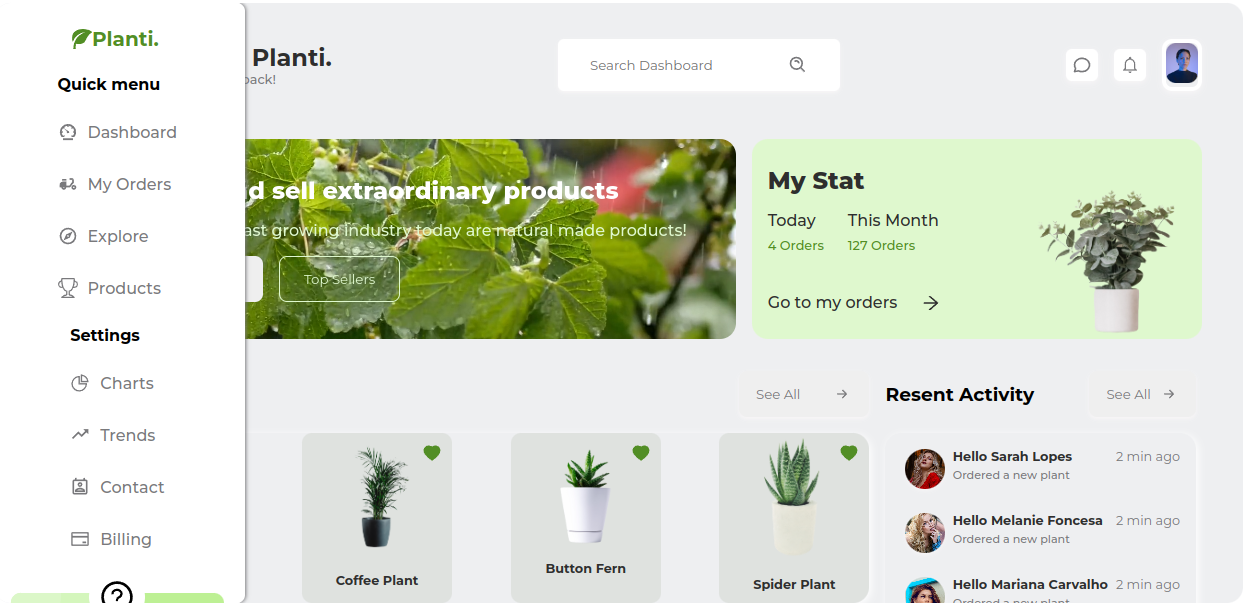 Planti.
Quick menu
Dashboard
My Orders
Explore
Products
Settings
Charts
Trends
Contact
Billing
?
Planti.
back!
Search Dashboard
d sell extraordinary products
ast growing industry today are natural made products!
Top Sellers
My Stat
Today This Month
4 Orders 127 Orders
Go to my orders
See All
Coffee Plant
Button Fern
Spider Plant
Resent Activity See All
Hello Sarah Lopes 2 min ago
Ordered a new plant
Hello Melanie Foncesa 2 min ago
Ordered a new plant
Hello Mariana Carvalho 2 min ago
Ordered a new plant